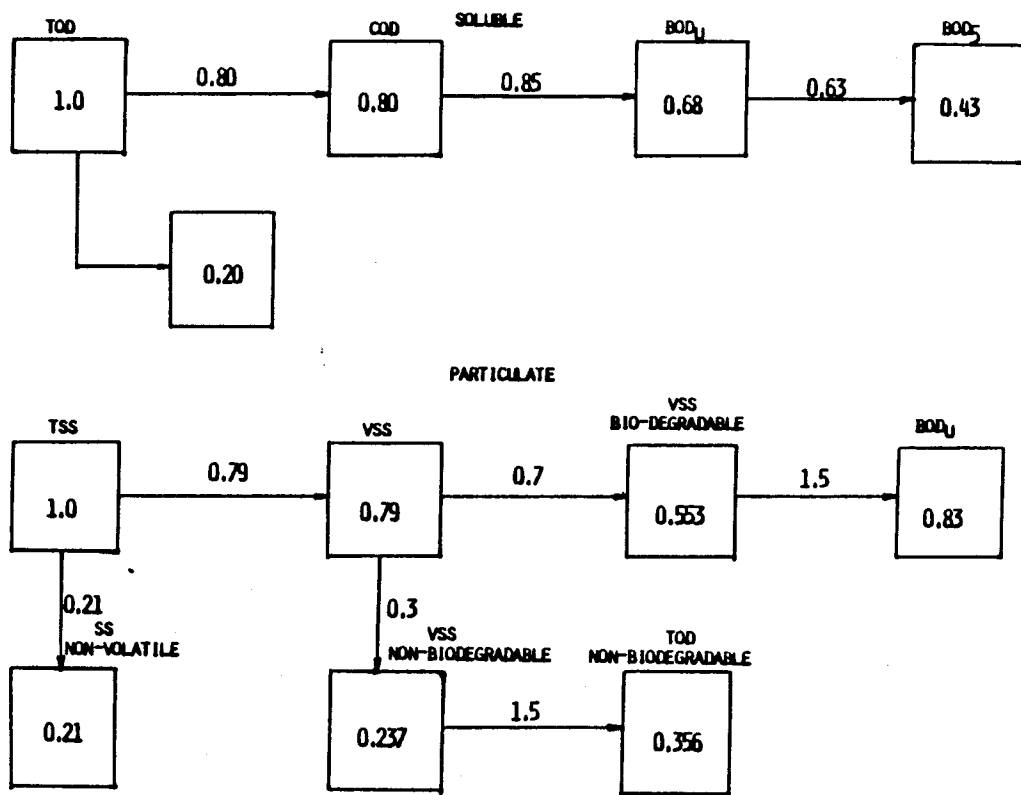 SOLUBLE
TOD
COD
BODU
BOD5
1.0
0.80
0.80
0.85
0.68
0.63
0.43
0.20
PARTICULATE
TSS
VSS
VSS
BIO-DEGRADABLE
BODU
1.0
0.79
0.79
0.7
0.553
1.5
0.83
0.21
SS
NON-VOLATILE
0.3
VSS
NON-BIODEGRADABLE
TOD
NON-BIODEGRADABLE
0.21
0.237
1.5
0.356